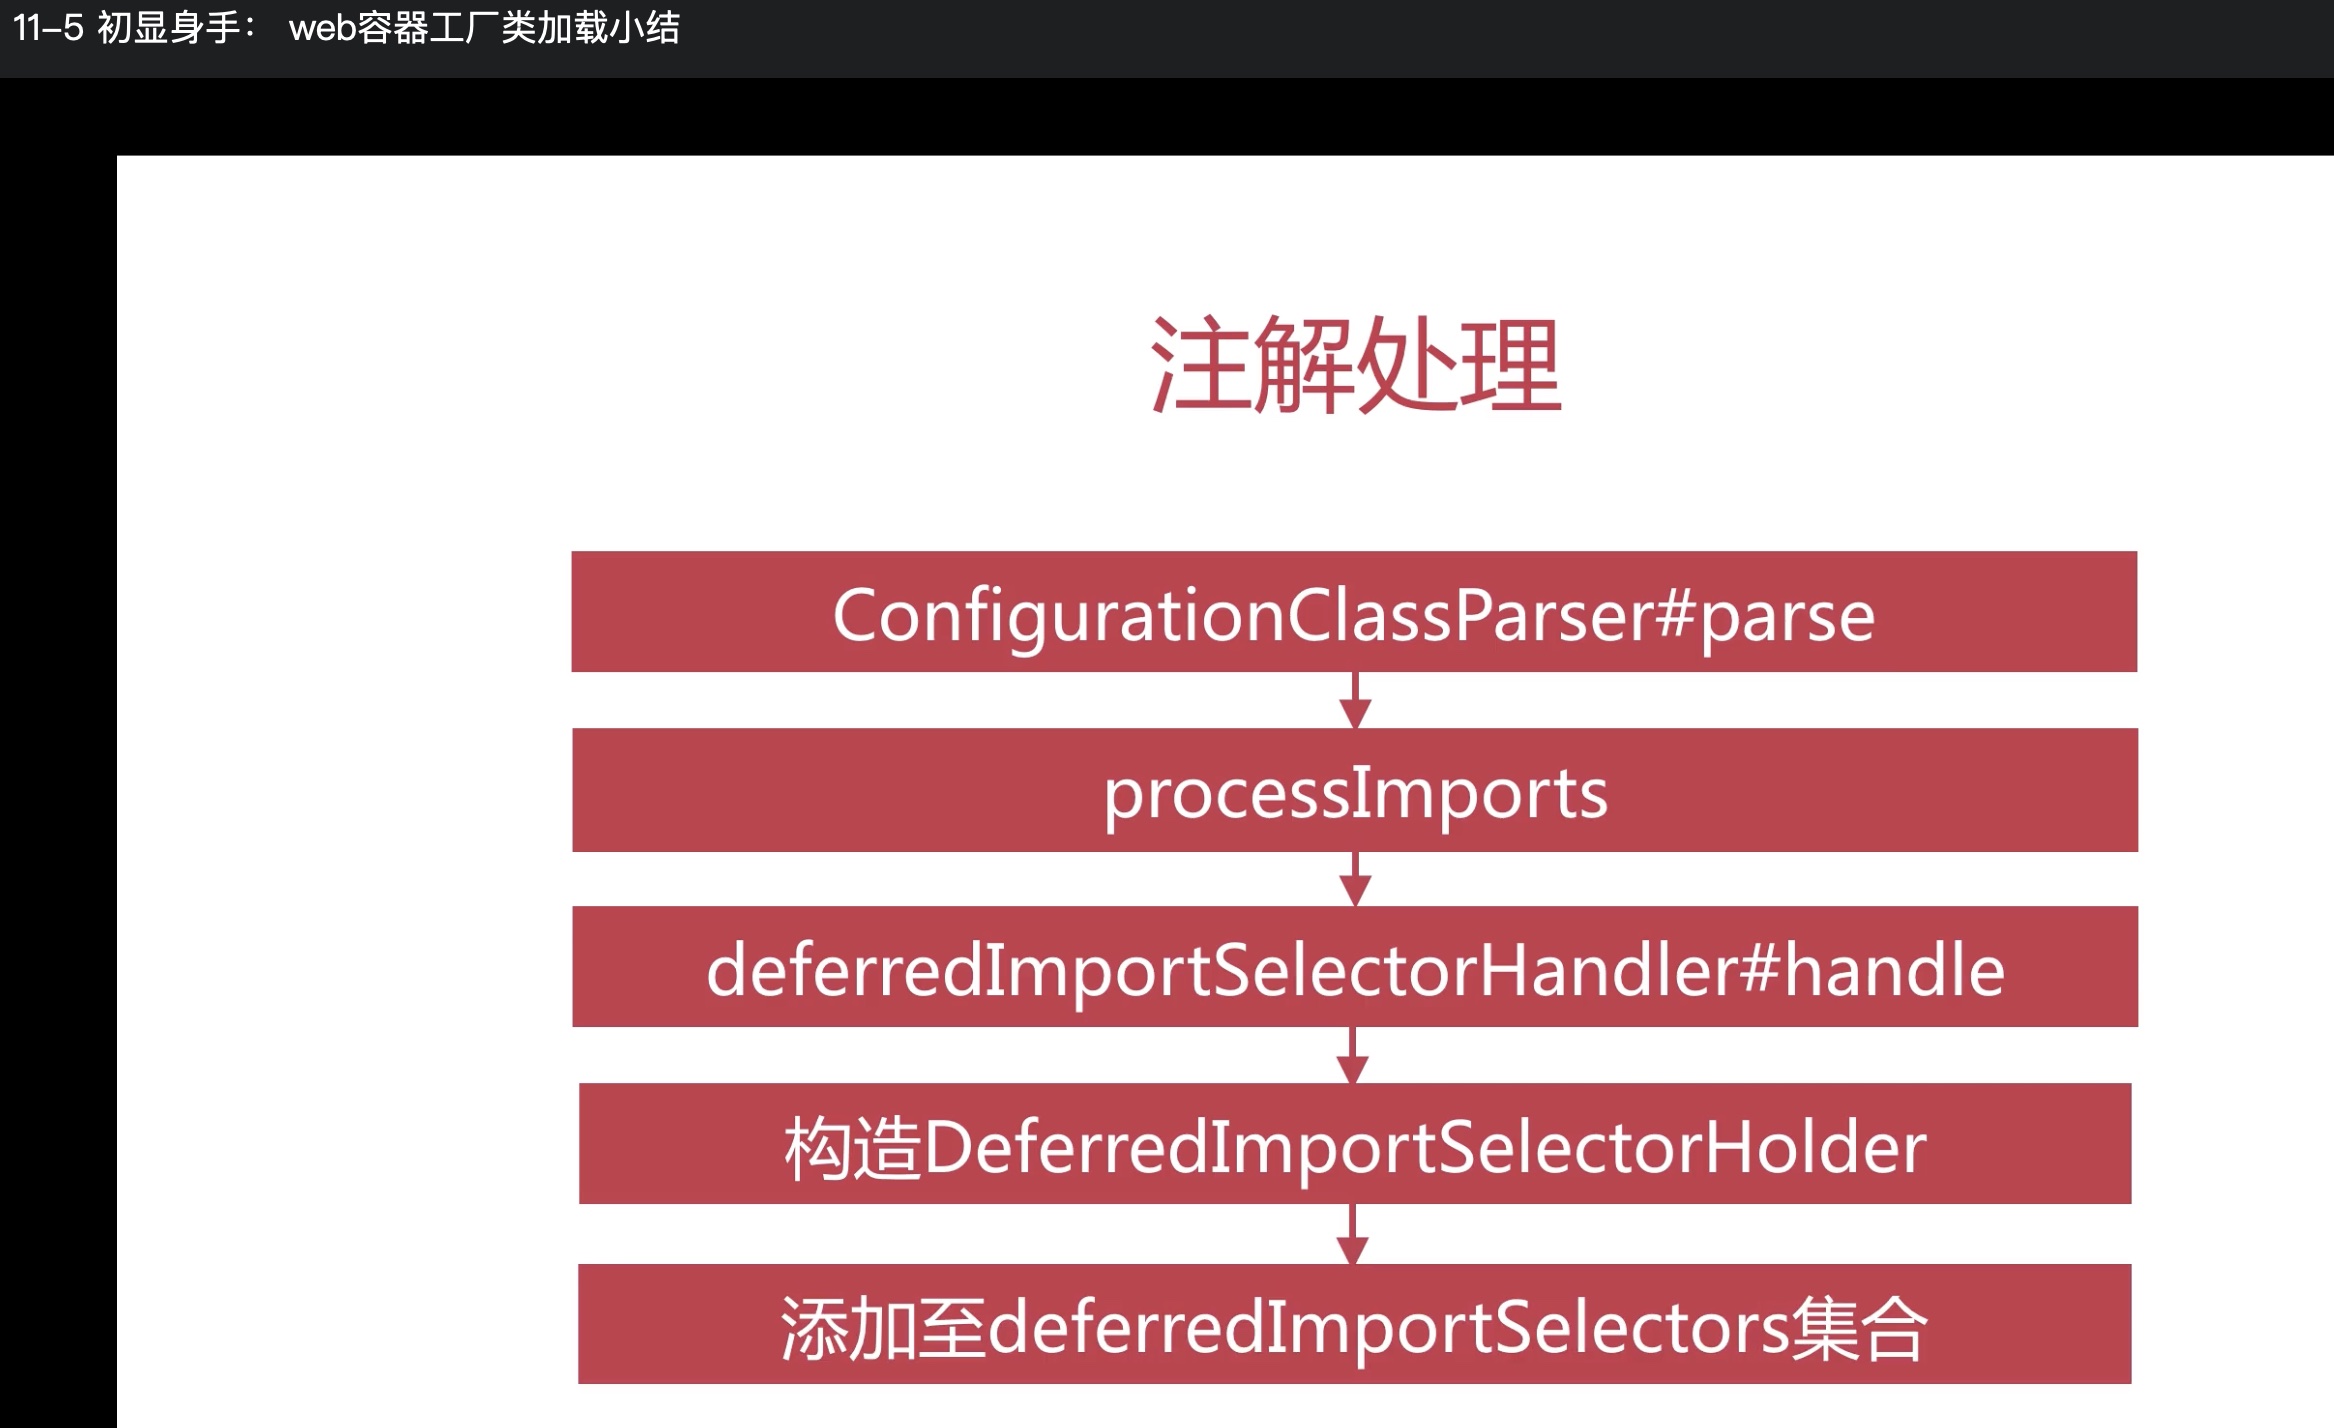 11-5 初显身手： web容器工厂类加载小结
注解处理
ConfigurationClassParser#parse
processImports
deferredImportSelectorHandler#handle
构造DeferredImportSelectorHolder
添加至deferredImportSelectors集合